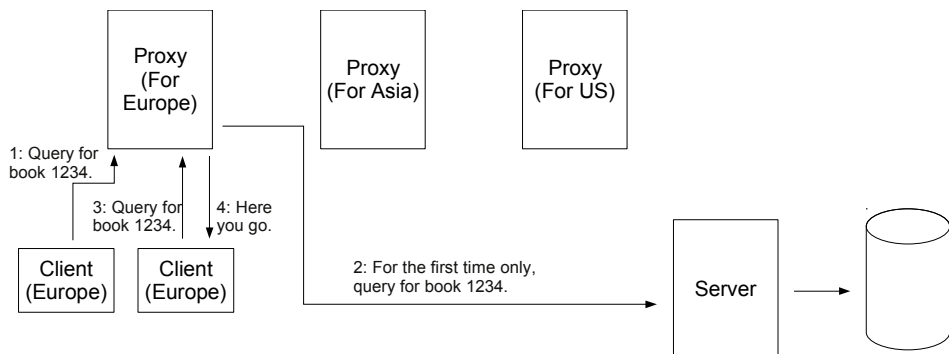 Proxy
(For
Europe)
Proxy
(For Asia)
Proxy
(For US)
1: Query for
book 1234.
3: Query for
book 1234.
4: Here
you go.
Client
(Europe)
Client
(Europe)
2: For the first time only,
query for book 1234.
Server